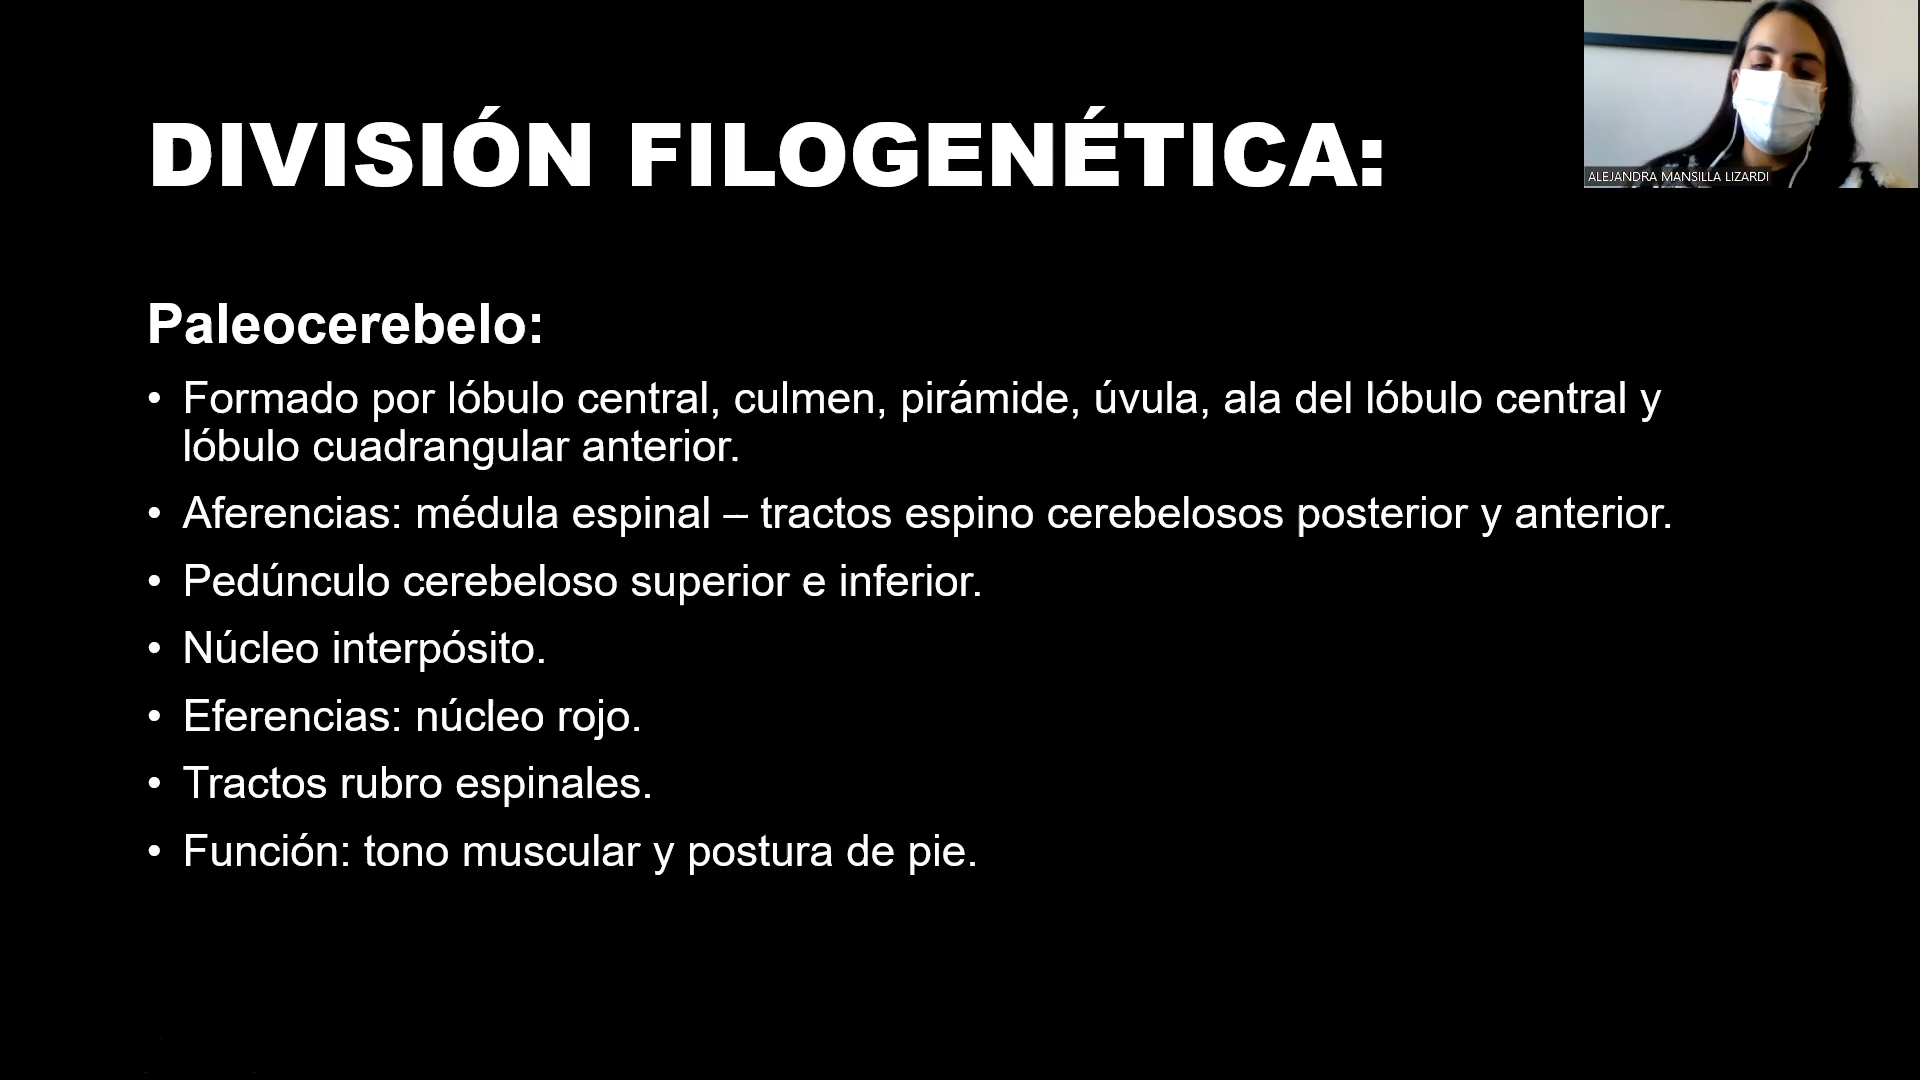 DIVISIÓN FILOGENÉTICA:
ALEJANDRA MANSILLA LIZARDI
Paleocerebelo:
• Formado por lóbulo central, culmen, pirámide, úvula, ala del lóbulo central y
lóbulo cuadrangular anterior.
• Aferencias: médula espinal – tractos espino cerebelosos posterior y anterior.
• Pedúnculo cerebeloso superior e inferior.
• Núcleo interpósito.
• Eferencias: núcleo rojo.
• Tractos rubro espinales.
• Función: tono muscular y postura de pie.